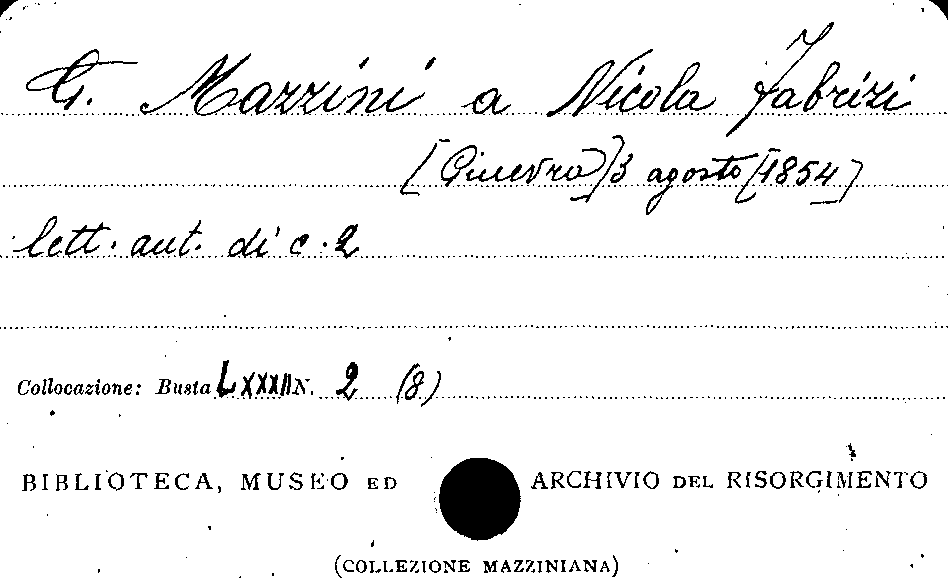 G. Mazzini a Nicola Fabrizi
[Ginevra] 3 agosto [1854]
lett. aut. di c. 2
Collocazione: Busta LXXXII N. 2 (8)
BIBLIOTECA, MUSEO ED ARCHIVIO DEL RISORGIMENTO
(COLLEZIONE MAZZINIANA)